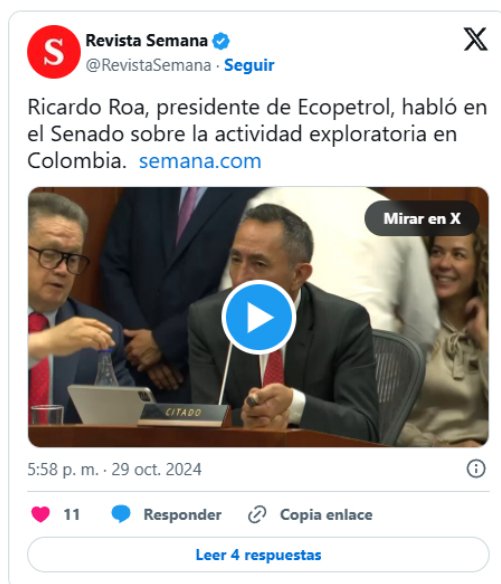 S
Revista Semana
@RevistaSemana · Seguir
Ricardo Roa, presidente de Ecopetrol, habló en
el Senado sobre la actividad exploratoria en
Colombia. semana.com
Mirar en X
CITADO
5:58 p. m. · 29 oct. 2024
11 Responder Copia enlace
Leer 4 respuestas